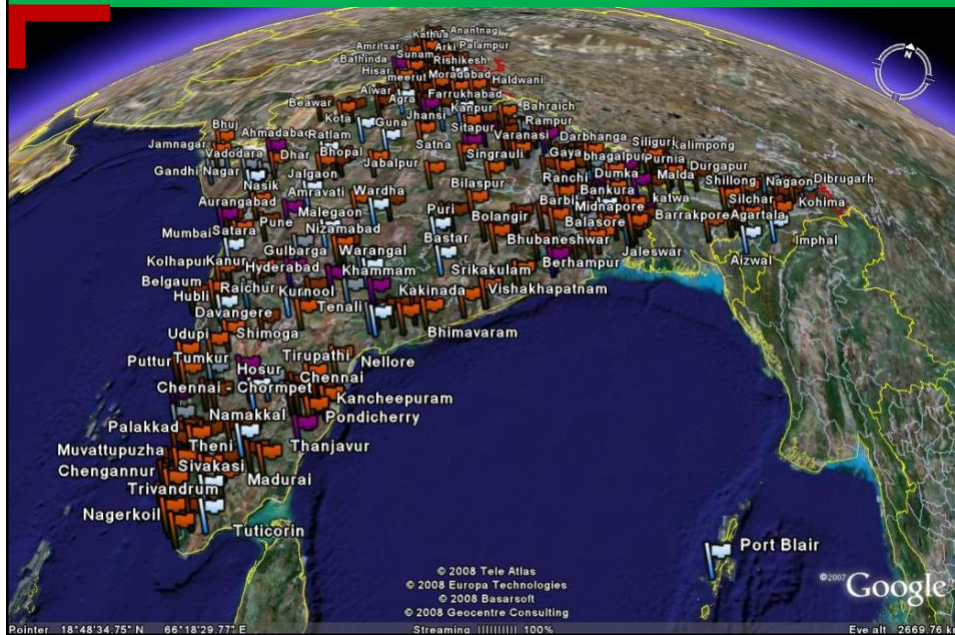 Anantnag
Kathua
Amritsar Arki Palampur
Bathinda Sunam Rishikesh
Hisar meerut Moradabad Haldwani
Alwar Farrukhabad
Beawar Agra Kanpur Bahraich
Kota Guna Jhansi Rampur
Bhuj Sitapur
Ahmadabad Ratlam Satna Varanasi Darbhanga Siliguri Kalimpong
Jamnagar Vadodara Dhar Bhopal Jabalpur Singrauli Gaya bhagalpur Purnia Durgapur
Gandhi Nagar Jalgaon Ranchi Dumka Malda Shillong Nagaon Dibrugarh
Nasik Amravati Wardha Bilaspur Bankura katwa Silchar Kohima
Aurangabad Malegaon Puri Bolangir Midnapore Barrakpore Agartala
Mumbai Satara Pune Nizamabad Bastar Balasore Imphal
Gulbarga Warangal Bhubaneshwar Jaleswar Aizwal
Kolhapur Kanur Hyderabad Khammam Srikakulam Berhampur
Belgaum Raichur Kurnool Kakinada Vishakhapatnam
Hubli Tenali
Davangere Bhimavaram
Udupi Shimoga
Puttur Tumkur Tirupathi Nellore
Hosur Chennai
Chennai - Chormpet Kancheepuram
Namakkal Pondicherry
Palakkad
Muvattupuzha Theni Thanjavur
Chengannur Sivakasi Madurai
Trivandrum
Nagerkoil
Tuticorin
Port Blair
© 2008 Tele Atlas
© 2008 Europa Technologies
© 2008 Basarsoft
© 2008 Geocentre Consulting
©2007 Google
N
Pointer 18°48'34.75" N 66°18'29.77" E Streaming |||||||||| 100% Eye alt 2669.76 km